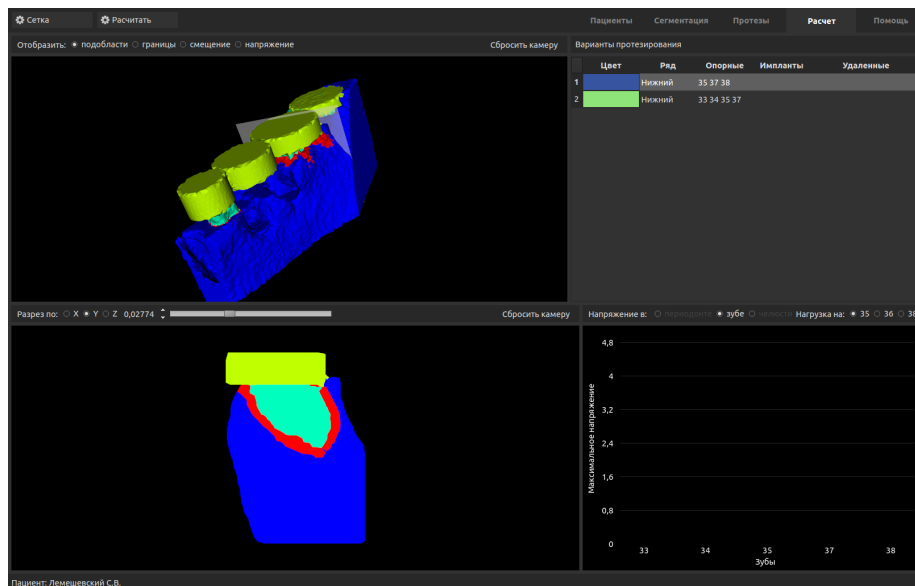 Сетка Расчитать Пациенты Сегментация Протезы Расчет Помощь
Отобразить: подобласти границы смещение напряжение Сбросить камеру Варианты протезирования
Цвет Ряд Опорные Импланты Удаленные
1 Нижний 35 37 38
2 Нижний 33 34 35 37
Разрез по: X Y Z 0,02774 Сбросить камеру Напряжение в: периодонте зубе челюсти Нагрузка на: 35 36 38
4,8
4
3,2
2,4
1,6
0,8
0
Максимальное напряжение
33 34 35 37 38
Зубы
Пациент: Лемешевский С.В.